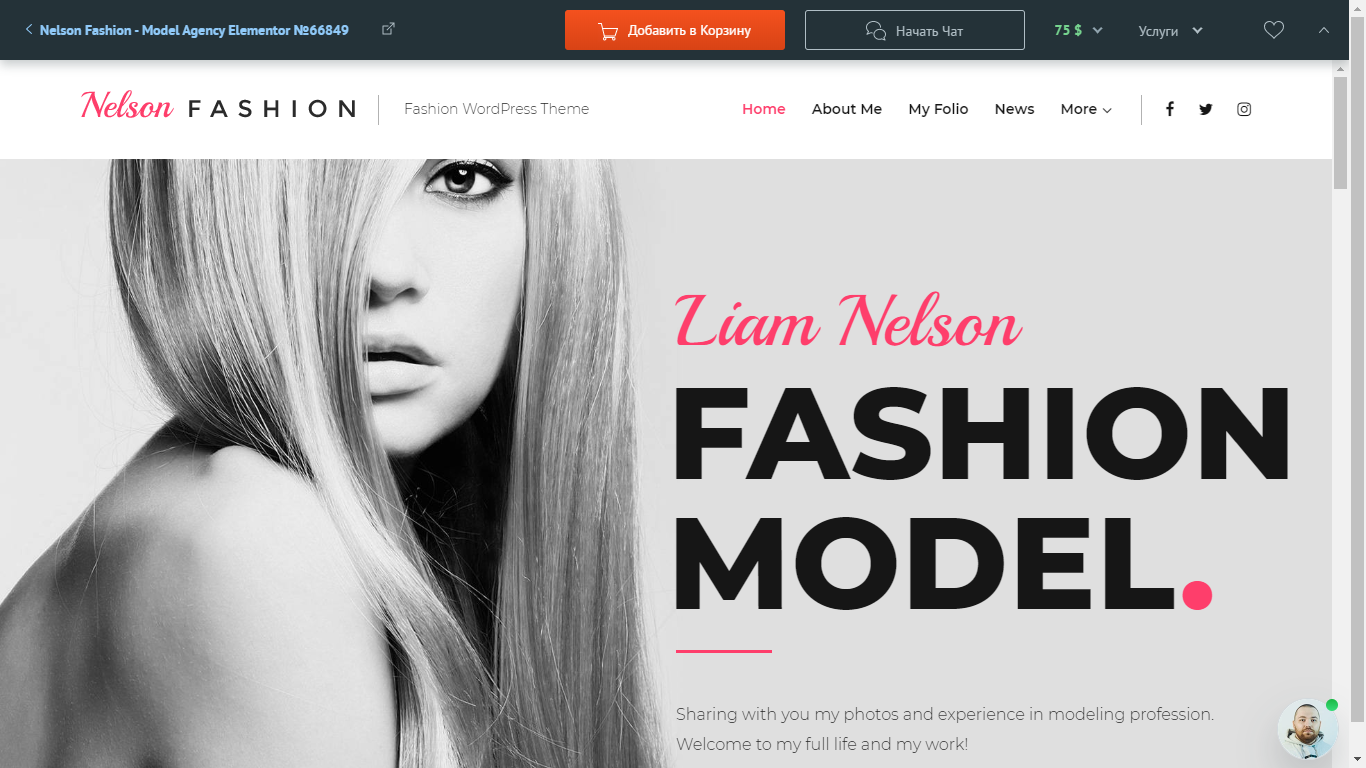 Nelson Fashion - Model Agency Elementor №66849
Добавить в Корзину
Начать Чат
75 $
Услуги
Nelson FASHION
Fashion WordPress Theme
Home
About Me
My Folio
News
More
Liam Nelson
FASHION
MODEL.
Sharing with you my photos and experience in modeling profession.
Welcome to my full life and my work!